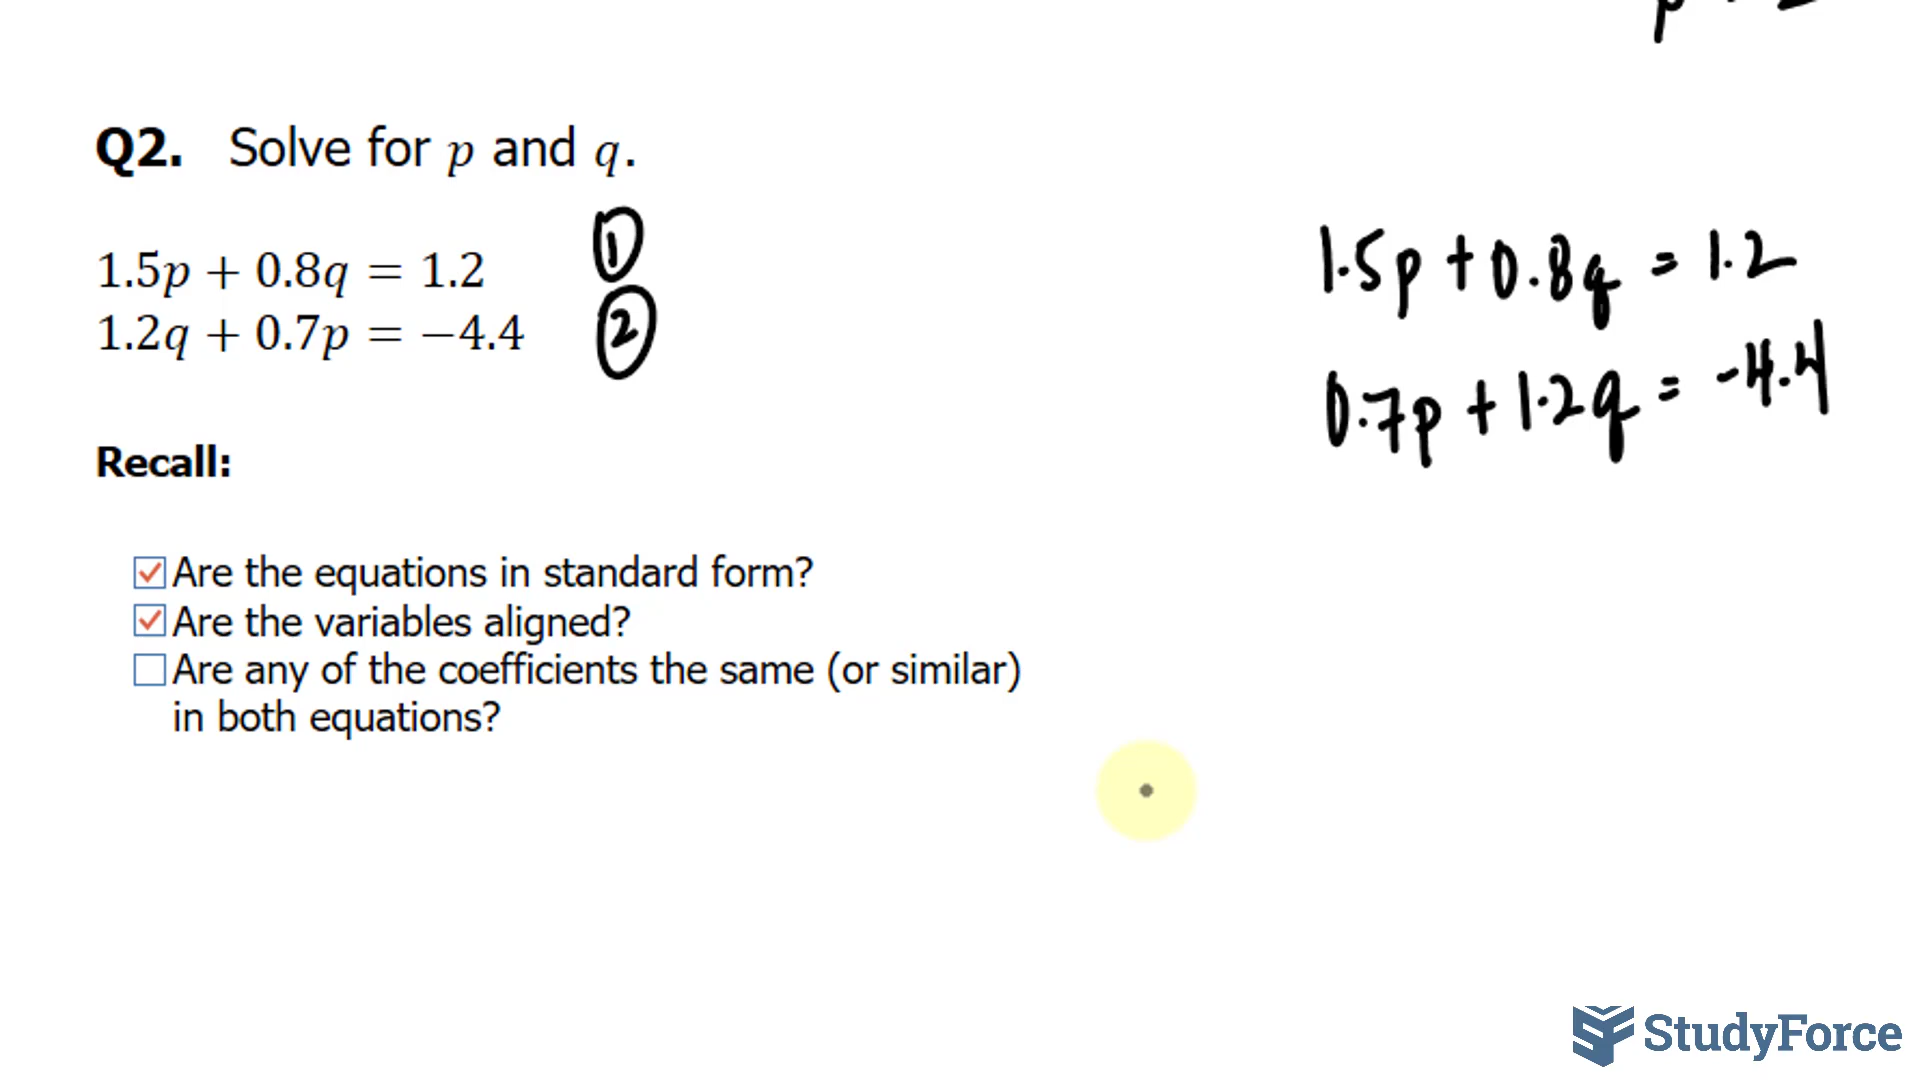 Q2. Solve for p and q.
1.5p + 0.8q = 1.2 ①
1.2q + 0.7p = −4.4 ②
1.5p + 0.8q = 1.2
0.7p + 1.2q = -4.4
Recall:
Are the equations in standard form?
Are the variables aligned?
Are any of the coefficients the same (or similar)
in both equations?
StudyForce